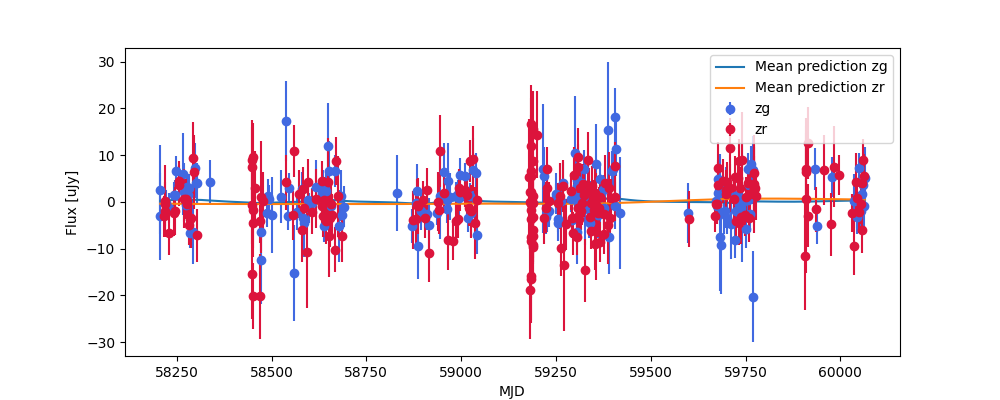 30
20
10
0
−10
−20
−30
Flux [uJy]
58250
58500
58750
59000
59250
59500
59750
60000
MJD
Mean prediction zg
Mean prediction zr
zg
zr